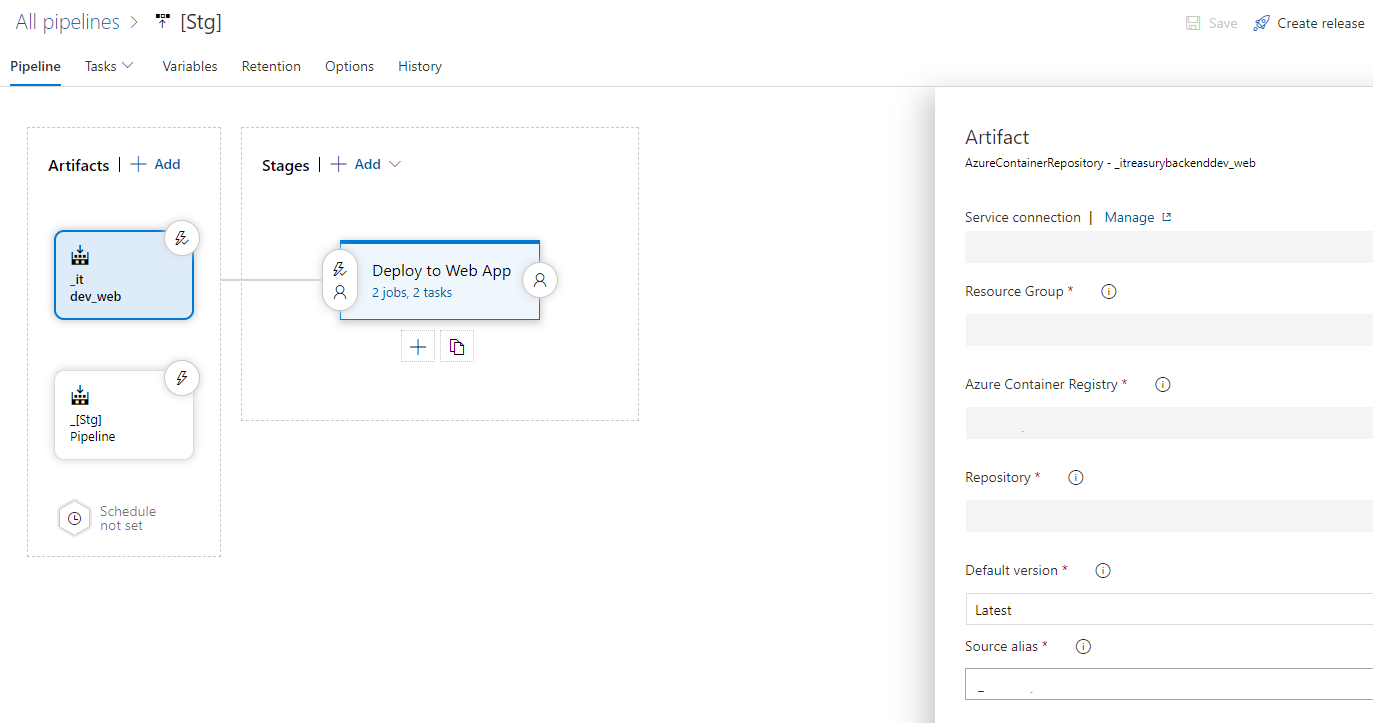 All pipelines > [Stg]
Save
Create release
Pipeline
Tasks
Variables
Retention
Options
History
Artifacts | + Add
_it
dev_web
_[Stg]
Pipeline
Schedule
not set
Stages | + Add
Deploy to Web App
2 jobs, 2 tasks
Artifact
AzureContainerRepository - _itreasurybackenddev_web
Service connection | Manage
Resource Group *
Azure Container Registry *
Repository *
Default version *
Latest
Source alias *